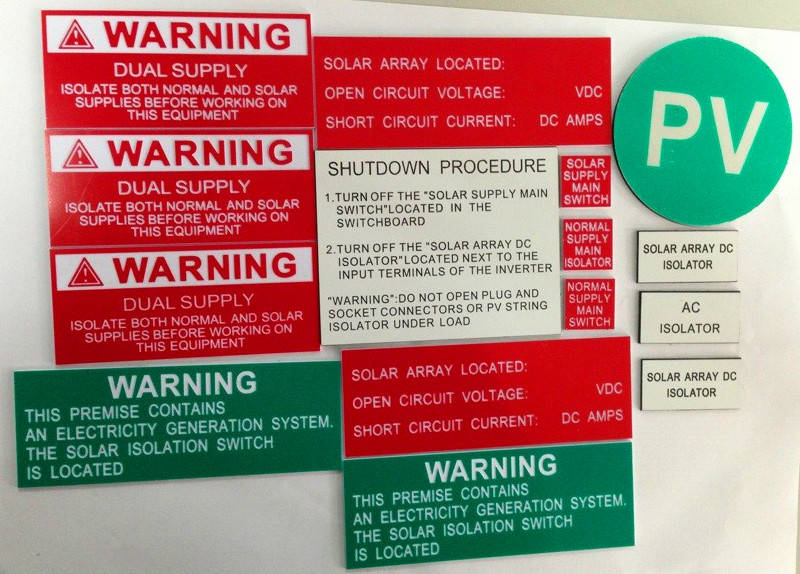 WARNING
DUAL SUPPLY
ISOLATE BOTH NORMAL AND SOLAR
SUPPLIES BEFORE WORKING ON
THIS EQUIPMENT
WARNING
DUAL SUPPLY
ISOLATE BOTH NORMAL AND SOLAR
SUPPLIES BEFORE WORKING ON
THIS EQUIPMENT
WARNING
DUAL SUPPLY
ISOLATE BOTH NORMAL AND SOLAR
SUPPLIES BEFORE WORKING ON
THIS EQUIPMENT
WARNING
THIS PREMISE CONTAINS
AN ELECTRICITY GENERATION SYSTEM.
THE SOLAR ISOLATION SWITCH
IS LOCATED
SOLAR ARRAY LOCATED:
OPEN CIRCUIT VOLTAGE: VDC
SHORT CIRCUIT CURRENT: DC AMPS
SHUTDOWN PROCEDURE
1.TURN OFF THE "SOLAR SUPPLY MAIN
SWITCH"LOCATED IN THE
SWITCHBOARD
2.TURN OFF THE "SOLAR ARRAY DC
ISOLATOR"LOCATED NEXT TO THE
INPUT TERMINALS OF THE INVERTER
"WARNING":DO NOT OPEN PLUG AND
SOCKET CONNECTORS OR PV STRING
ISOLATOR UNDER LOAD
SOLAR
SUPPLY
MAIN
SWITCH
NORMAL
SUPPLY
MAIN
ISOLATOR
NORMAL
SUPPLY
MAIN
SWITCH
SOLAR ARRAY LOCATED:
OPEN CIRCUIT VOLTAGE: VDC
SHORT CIRCUIT CURRENT: DC AMPS
WARNING
THIS PREMISE CONTAINS
AN ELECTRICITY GENERATION SYSTEM.
THE SOLAR ISOLATION SWITCH
IS LOCATED
PV
SOLAR ARRAY DC
ISOLATOR
AC
ISOLATOR
SOLAR ARRAY DC
ISOLATOR